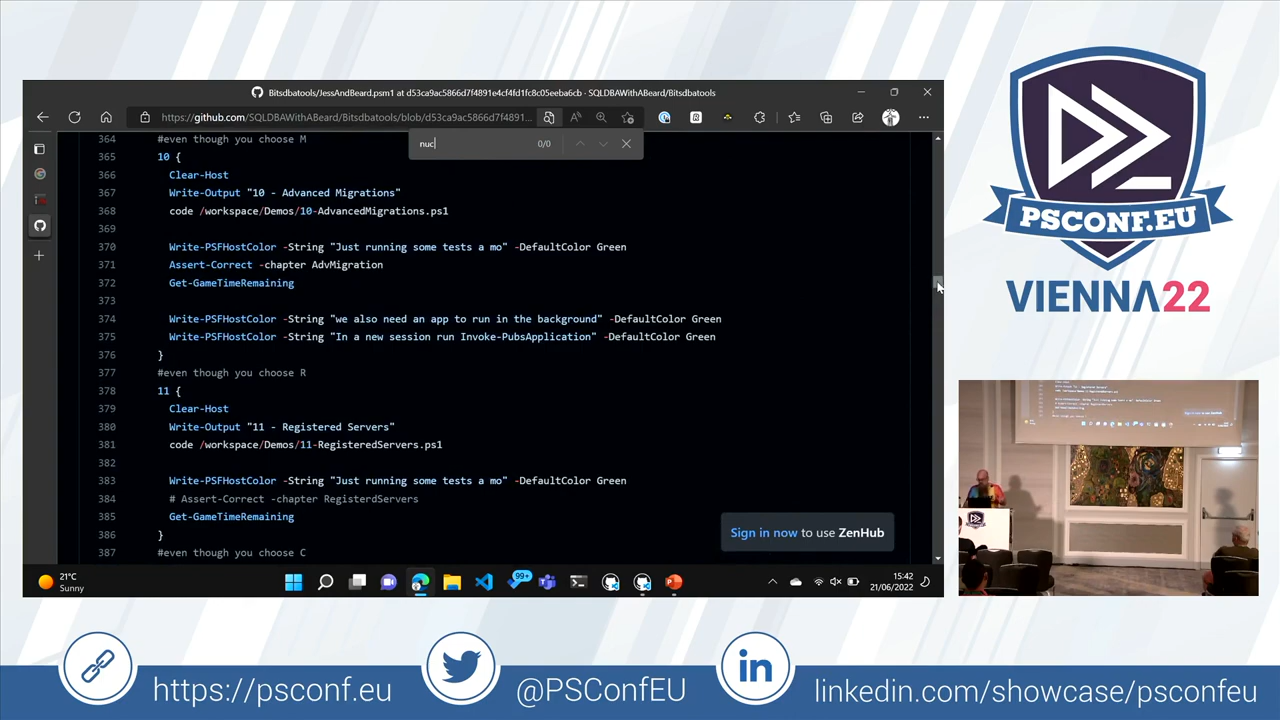 Bitsdbatools/JessAndBeard.psm1 at d53ca9ac5866d7f4891e4cf4fd1fc8c05eeba6cb · SQLDBAWithABeard/Bitsdbatools
https://github.com/SQLDBAWithABeard/Bitsdbatools/blob/d53ca9ac5866d7f4891...
nuc
0/0
364 #even though you choose M
365 10 {
366 Clear-Host
367 Write-Output "10 - Advanced Migrations"
368 code /workspace/Demos/10-AdvancedMigrations.ps1
369
370 Write-PSFHostColor -String "Just running some tests a mo" -DefaultColor Green
371 Assert-Correct -chapter AdvMigration
372 Get-GameTimeRemaining
373
374 Write-PSFHostColor -String "we also need an app to run in the background" -DefaultColor Green
375 Write-PSFHostColor -String "In a new session run Invoke-PubsApplication" -DefaultColor Green
376 }
377 #even though you choose R
378 11 {
379 Clear-Host
380 Write-Output "11 - Registered Servers"
381 code /workspace/Demos/11-RegisteredServers.ps1
382
383 Write-PSFHostColor -String "Just running some tests a mo" -DefaultColor Green
384 # Assert-Correct -chapter RegisterdServers
385 Get-GameTimeRemaining
386 }
387 #even though you choose C
Sign in now to use ZenHub
21°C
Sunny
99+
15:42
21/06/2022
PSCONF.EU
VIENNA22
https://psconf.eu
@PSConfEU
in
linkedin.com/showcase/psconfeu